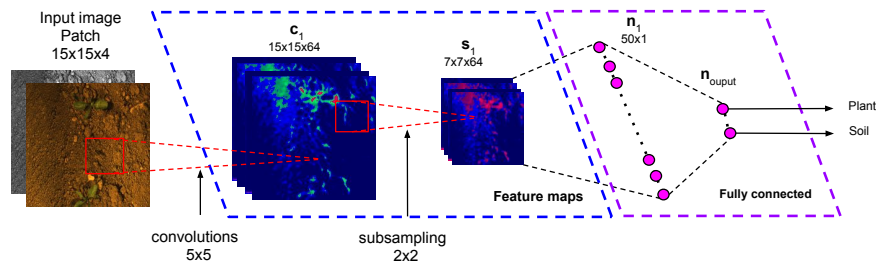 Input image
Patch
15x15x4
c1
15x15x64
s1
7x7x64
n1
50x1
nouput
Plant
Soil
Feature maps
Fully connected
convolutions
5x5
subsampling
2x2